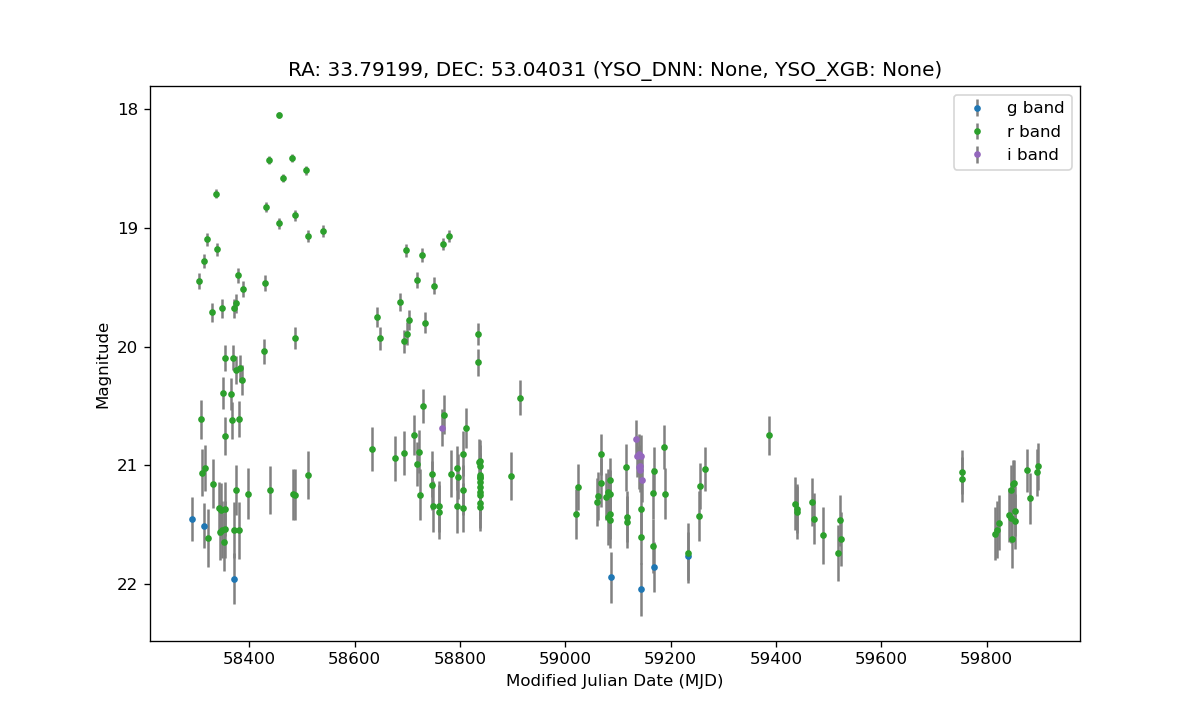 RA: 33.79199, DEC: 53.04031 (YSO_DNN: None, YSO_XGB: None)
g band
r band
i band
18
19
20
21
22
Magnitude
58400
58600
58800
59000
59200
59400
59600
59800
Modified Julian Date (MJD)